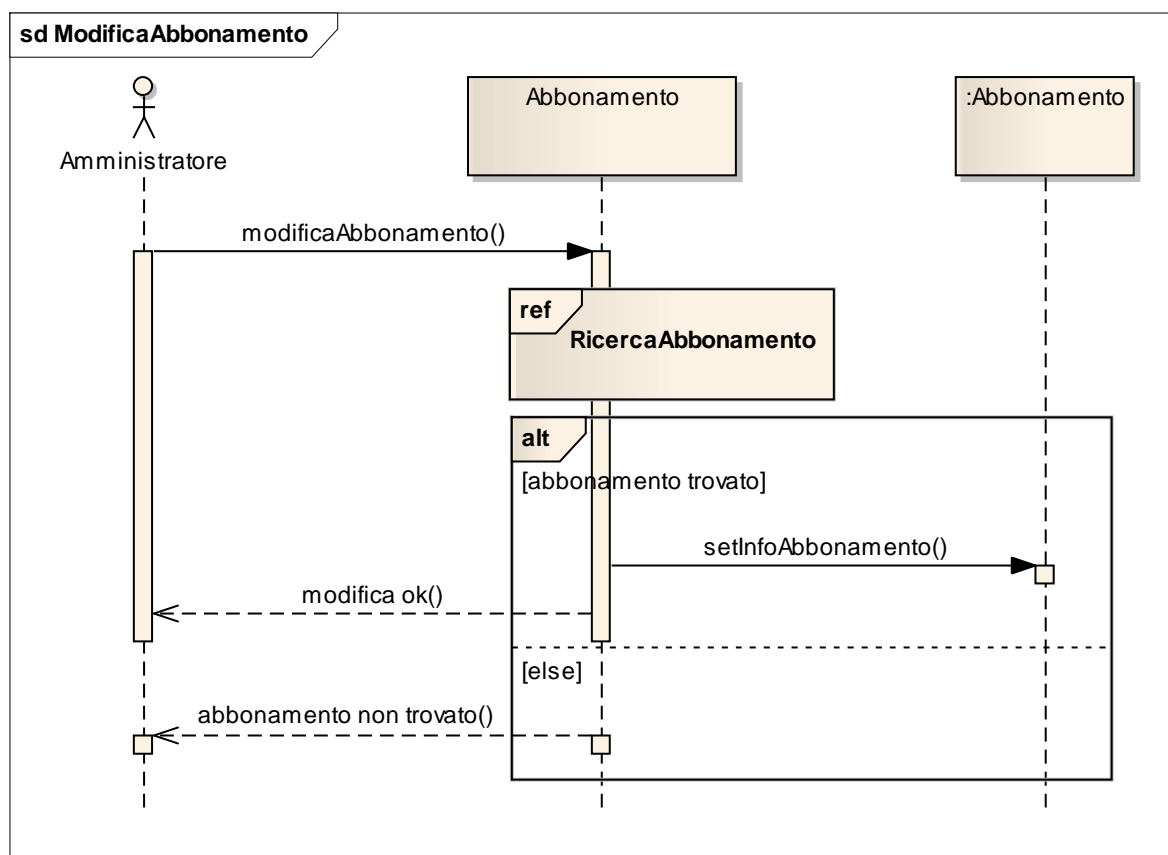 sd ModificaAbbonamento
Amministratore
Abbonamento
:Abbonamento
modificaAbbonamento()
ref
RicercaAbbonamento
alt
[abbonamento trovato]
setInfoAbbonamento()
modifica ok()
[else]
abbonamento non trovato()